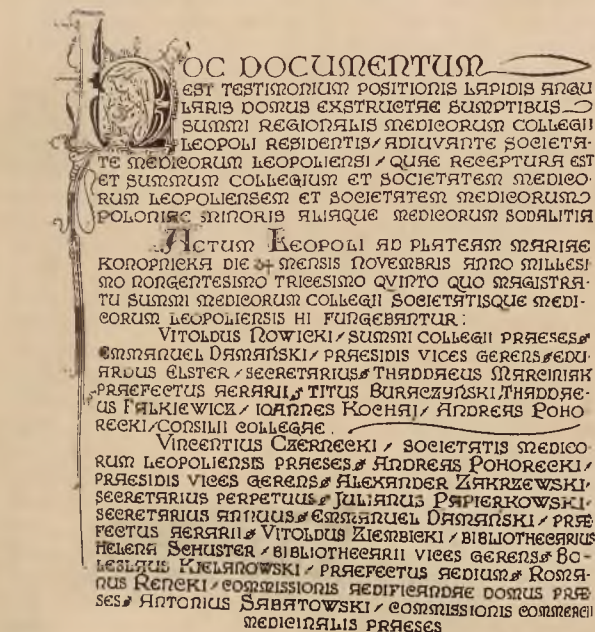 HOC DOCUMENTUM
EST TESTIMONIUM POSITIONIS LAPIDIS ANGU
LARIS DOMUS EXSTRUCTAE SUMPTIBUS
SUMMI REGIONALIS MEDICORUM COLLEGII
LEOPOLI RESIDENTIS/ADIUVANTE SOCIETA-
TE MEDICORUM LEOPOLIENSI/QUAE RECEPTURA EST
ET SUMMUM COLLEGIUM ET SOCIETATEM MEDICO-
RUM LEOPOLIENSEM ET SOCIETATEM MEDICORUM
POLONIAE MINORIS ALIAQUE MEDICORUM SODALITIA
ACTUM LEOPOLI AD PLATEAM MARIAE
KONOPNICKA DIE MENSIS NOVEMBRIS ANNO MILLESI
MO NONGENTESIMO TRICESIMO QVINTO QUO MAGISTRA-
TU SUMMI MEDICORUM COLLEGII SOCIETATISQUE MEDI-
CORUM LEOPOLIENSIS HI FUNGEBANTUR:
VITOLDUS NOWICKI/SUMMI COLLEGII PRAESES
EMMANUEL DAMAŃSKI/PRAESIDIS VICES GERENS EDU-
ARDUS ELSTER/SECRETARIUS THADDAEUS MARCINIAK
PRAEFECTUS AERARII TITUS BURACZYŃSKI THADDAE-
US FALKIEWICZ/IOANNES KOCHAJ/ANDREAS POHO
RECKI/CONSILII COLLEGAE.
VINCENTIUS CZERNECKI/SOCIETATIS MEDICO-
RUM LEOPOLIENSIS PRAESES ANDREAS POHORECKI/
PRAESIDIS VICES GERENS ALEXANDER ZAKRZEWSKI/
SECRETARIUS PERPETUUS JULIANUS PAPIERKOWSKI/
SECRETARIUS ANNUUS EMMANUEL DAMAŃSKI/PRAE
FECTUS AERARII VITOLDUS ZIEMBICKI/BIBLIOTHECARIUS
HELENA SCHUSTER/BIBLIOTHECARII VICES GERENS BO-
LESLAUS KIELANOWSKI/PRAEFECTUS AEDIUM ROMA-
NUS RENCKI/COMMISSIONIS AEDIFICANDAE DOMUS PRAE
SES ANTONIUS SABATOWSKI/COMMISSIONIS COMMERCII
MEDICINALIS PRAESES